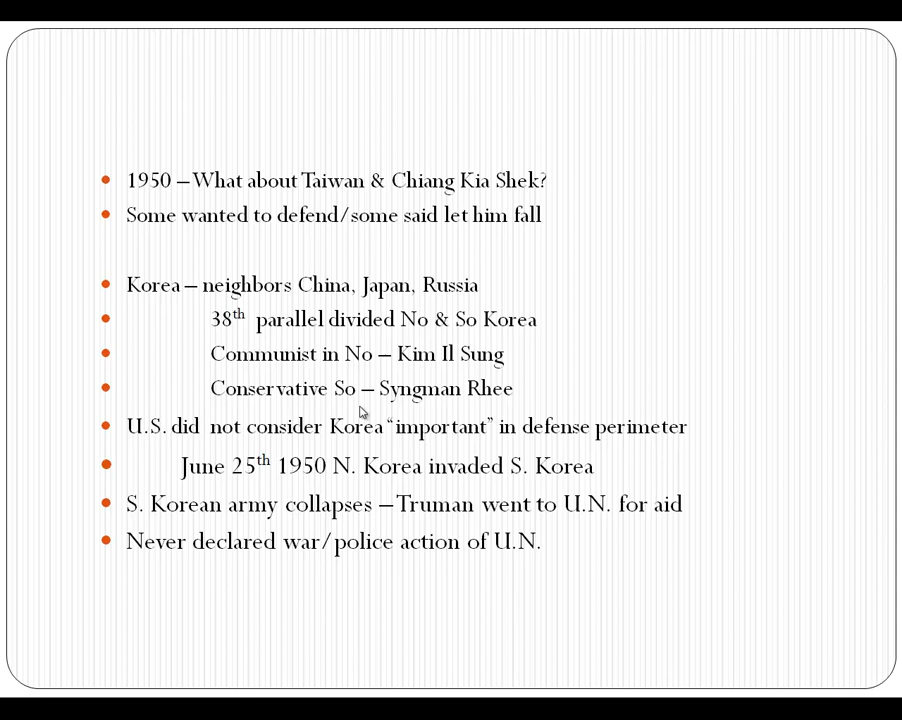 1950 – What about Taiwan & Chiang Kia Shek?
Some wanted to defend/some said let him fall
Korea – neighbors China, Japan, Russia
38th parallel divided No & So Korea
Communist in No – Kim Il Sung
Conservative So – Syngman Rhee
U.S. did not consider Korea “important” in defense perimeter
June 25th 1950 N. Korea invaded S. Korea
S. Korean army collapses – Truman went to U.N. for aid
Never declared war/police action of U.N.